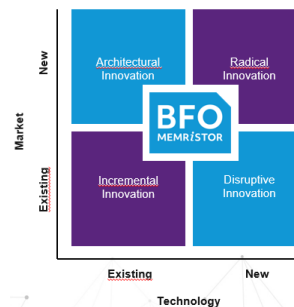 New
Architectural
Innovation
Radical
Innovation
Market
BFO
MEMRiSTOR
Existing
Incremental
Innovation
Disruptive
Innovation
Existing
New
Technology